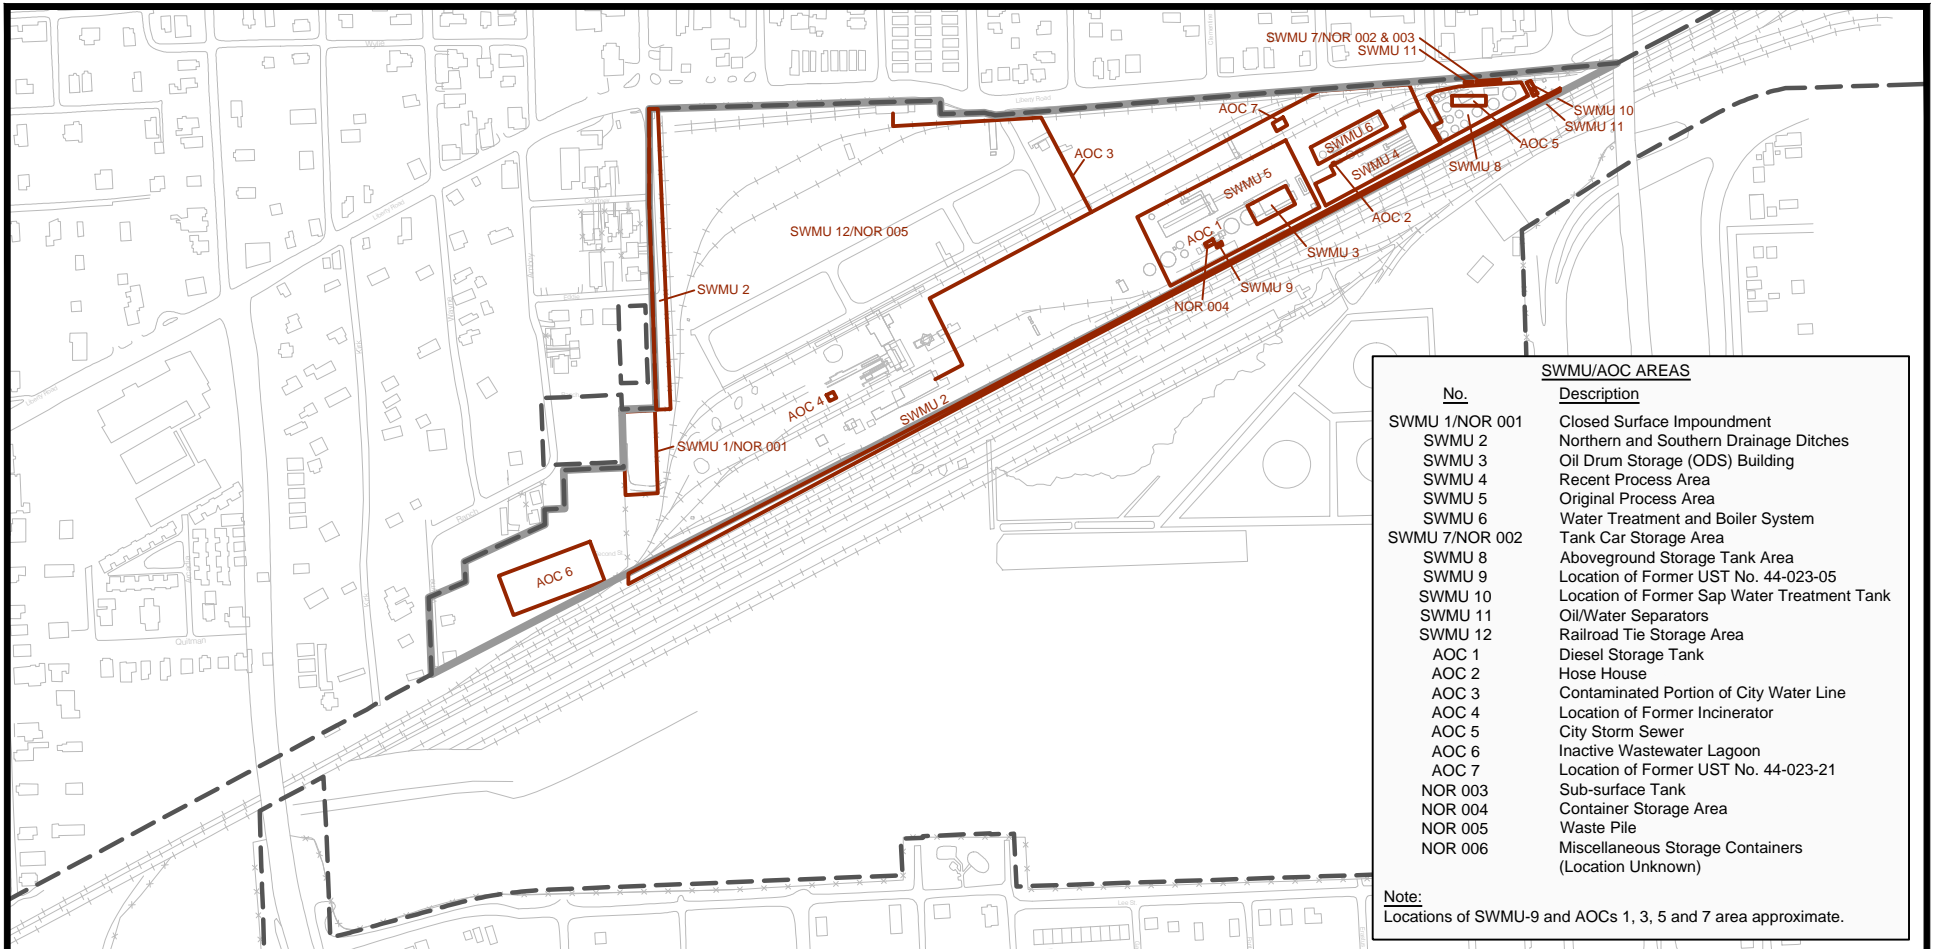 Wylie
Liberty Road
SWMU 7/NOR 002 & 003
SWMU 11
AOC 7
SWMU 10
SWMU 11
AOC 5
SWMU 6
SWMU 8
SWMU 4
AOC 3
SWMU 5
AOC 2
Liberty Road
SWMU 12/NOR 005
AOC 1
SWMU 3
SWMU 9
NOR 004
SWMU 2
AOC 4
SWMU 2
Liberty Road
SWMU 1/NOR 001
AOC 6
Quitman
Liberty Road
SWMU/AOC AREAS
No. Description
SWMU 1/NOR 001 Closed Surface Impoundment
SWMU 2 Northern and Southern Drainage Ditches
SWMU 3 Oil Drum Storage (ODS) Building
SWMU 4 Recent Process Area
SWMU 5 Original Process Area
SWMU 6 Water Treatment and Boiler System
SWMU 7/NOR 002 Tank Car Storage Area
SWMU 8 Aboveground Storage Tank Area
SWMU 9 Location of Former UST No. 44-023-05
SWMU 10 Location of Former Sap Water Treatment Tank
SWMU 11 Oil/Water Separators
SWMU 12 Railroad Tie Storage Area
AOC 1 Diesel Storage Tank
AOC 2 Hose House
AOC 3 Contaminated Portion of City Water Line
AOC 4 Location of Former Incinerator
AOC 5 City Storm Sewer
AOC 6 Inactive Wastewater Lagoon
AOC 7 Location of Former UST No. 44-023-21
NOR 003 Sub-surface Tank
NOR 004 Container Storage Area
NOR 005 Waste Pile
NOR 006 Miscellaneous Storage Containers
(Location Unknown)
Note:
Locations of SWMU-9 and AOCs 1, 3, 5 and 7 area approximate.